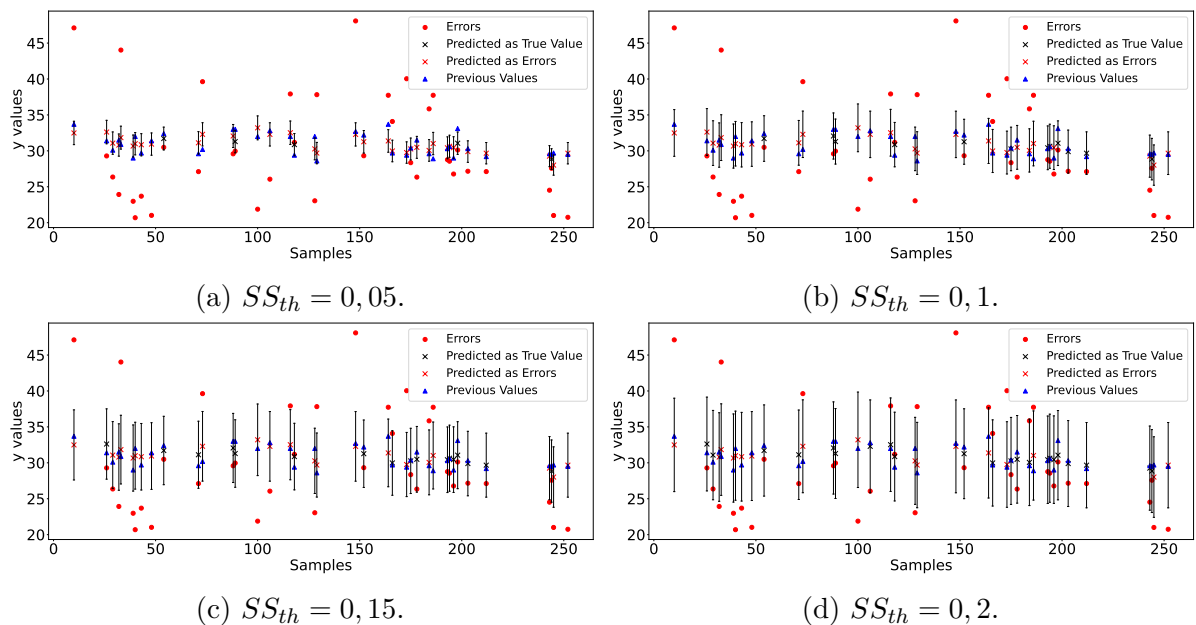 Errors
Predicted as True Value
Predicted as Errors
Previous Values
y values
45
40
35
30
25
20
0 50 100 150 200 250
Samples
(a) SS_th = 0, 05.
Errors
Predicted as True Value
Predicted as Errors
Previous Values
y values
45
40
35
30
25
20
0 50 100 150 200 250
Samples
(b) SS_th = 0, 1.
Errors
Predicted as True Value
Predicted as Errors
Previous Values
y values
45
40
35
30
25
20
0 50 100 150 200 250
Samples
(c) SS_th = 0, 15.
Errors
Predicted as True Value
Predicted as Errors
Previous Values
y values
45
40
35
30
25
20
0 50 100 150 200 250
Samples
(d) SS_th = 0, 2.